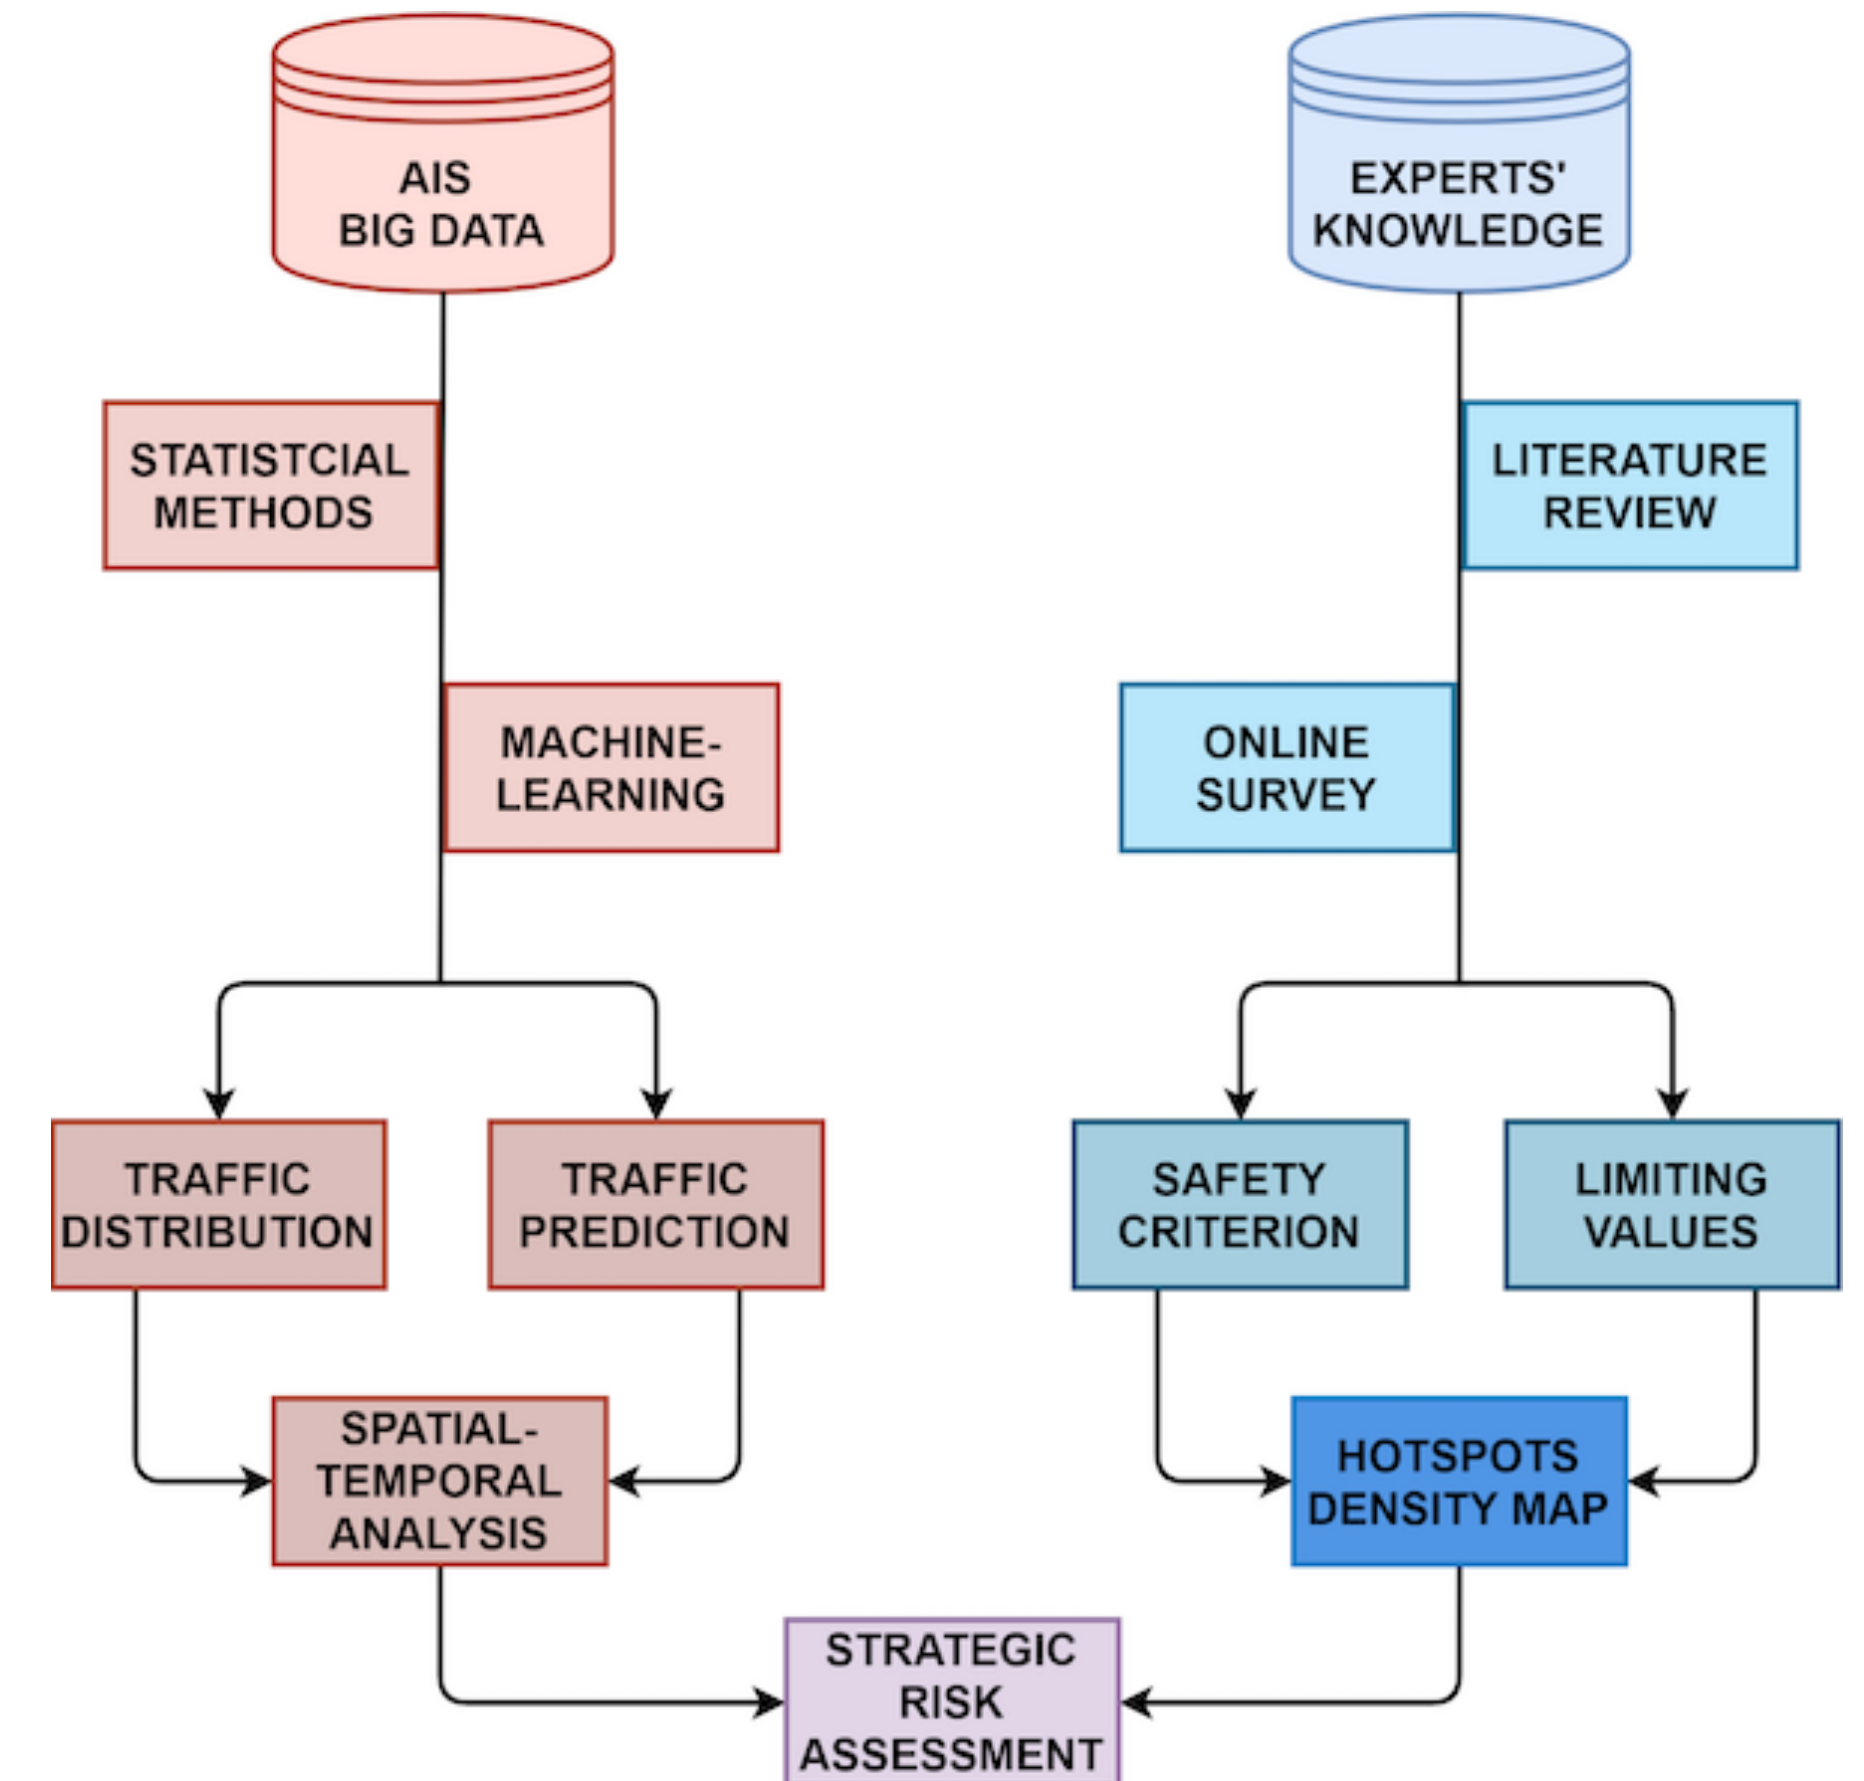 AIS
BIG DATA
EXPERTS'
KNOWLEDGE
STATISTCIAL
METHODS
LITERATURE
REVIEW
MACHINE-
LEARNING
ONLINE
SURVEY
TRAFFIC
DISTRIBUTION
TRAFFIC
PREDICTION
SAFETY
CRITERION
LIMITING
VALUES
SPATIAL-
TEMPORAL
ANALYSIS
HOTSPOTS
DENSITY MAP
STRATEGIC
RISK
ASSESSMENT